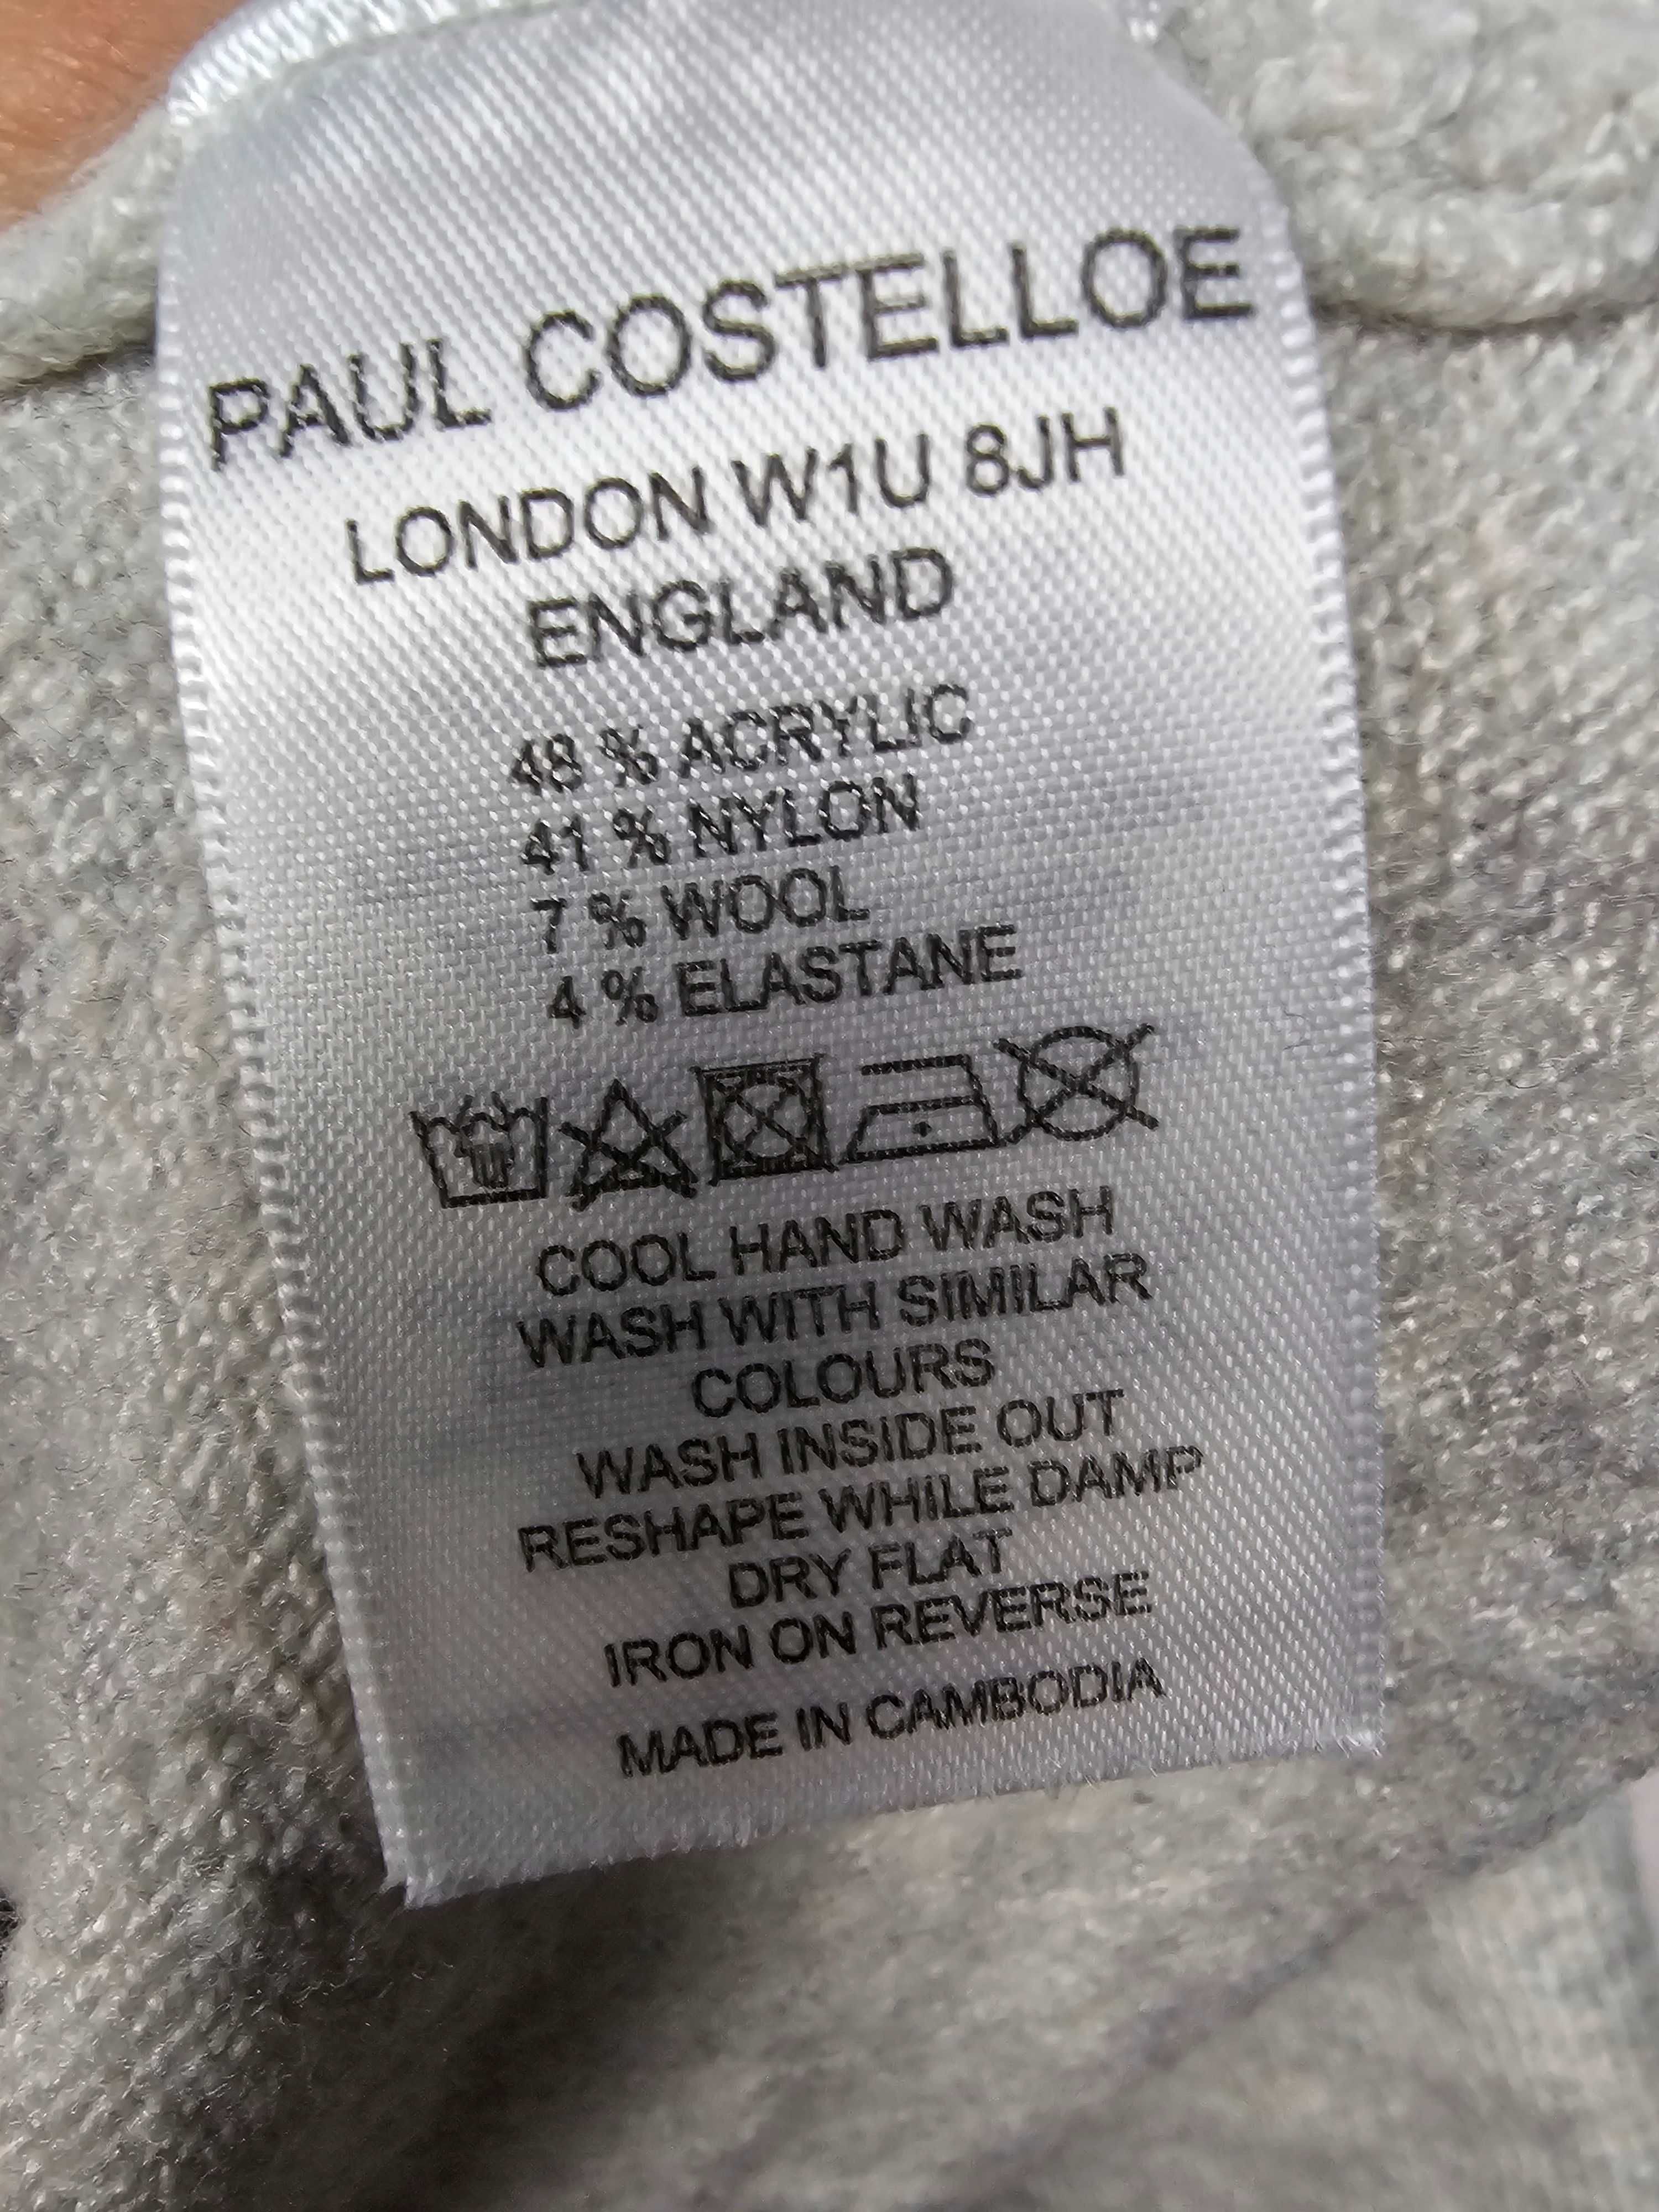 PAUL COSTELLOE
LONDON W1U 8JH
ENGLAND
48 % ACRYLIC
41 % NYLON
7 % WOOL
4 % ELASTANE
COOL HAND WASH
WASH WITH SIMILAR
COLOURS
WASH INSIDE OUT
RESHAPE WHILE DAMP
DRY FLAT
IRON ON REVERSE
MADE IN CAMBODIA